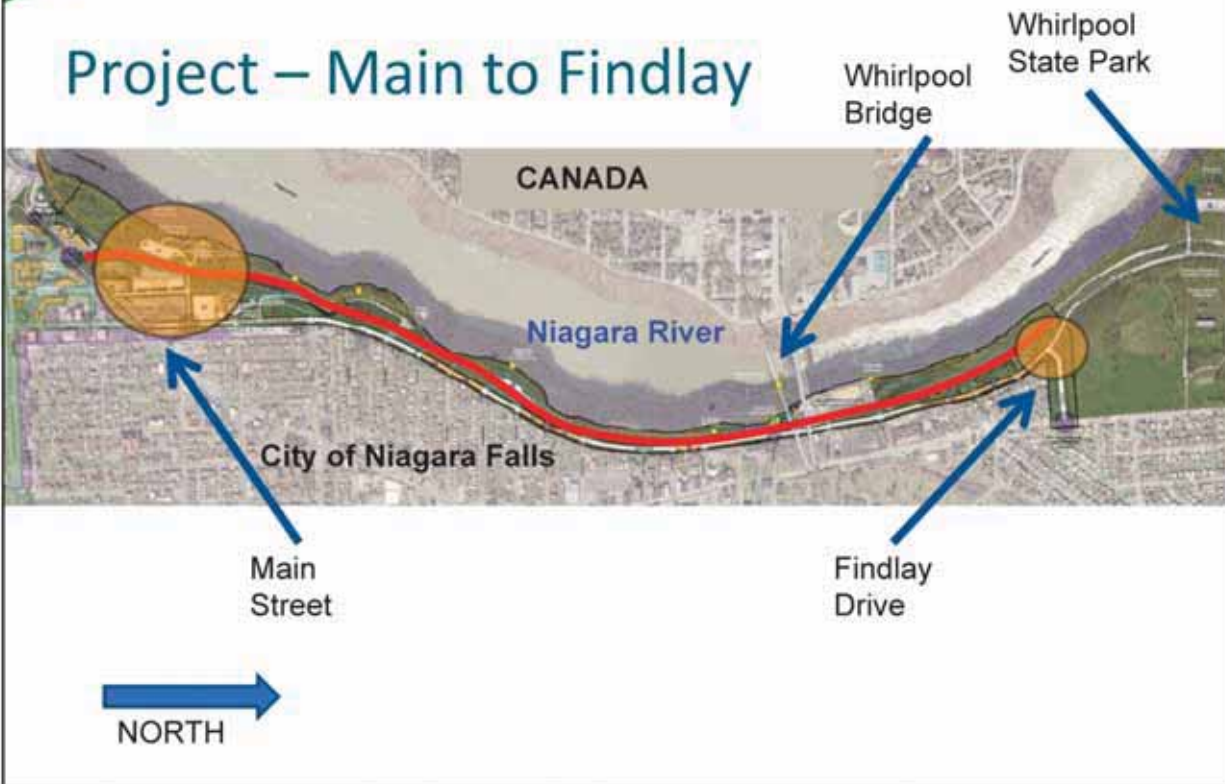 Project – Main to Findlay
Whirlpool
State Park
Whirlpool
Bridge
CANADA
Niagara River
City of Niagara Falls
Main
Street
Findlay
Drive
NORTH